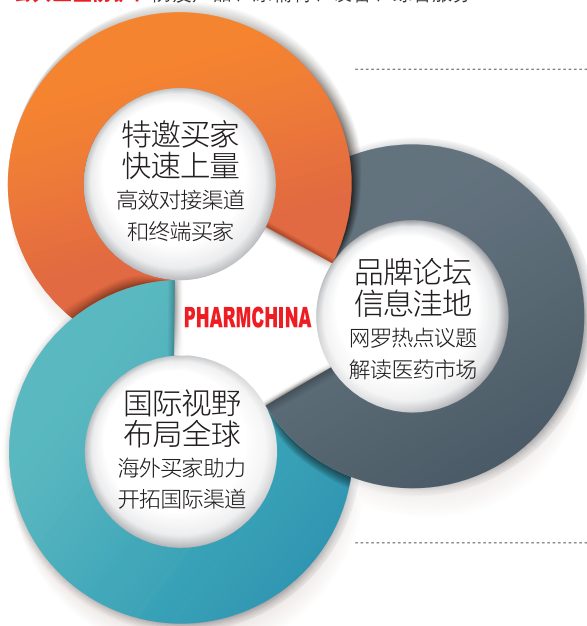 特邀买家
快速上量
高效对接渠道
和终端买家
品牌论坛
信息洼地
网罗热点议题
解读医药市场
PHARMCHINA
国际视野
布局全球
海外买家助力
开拓国际渠道